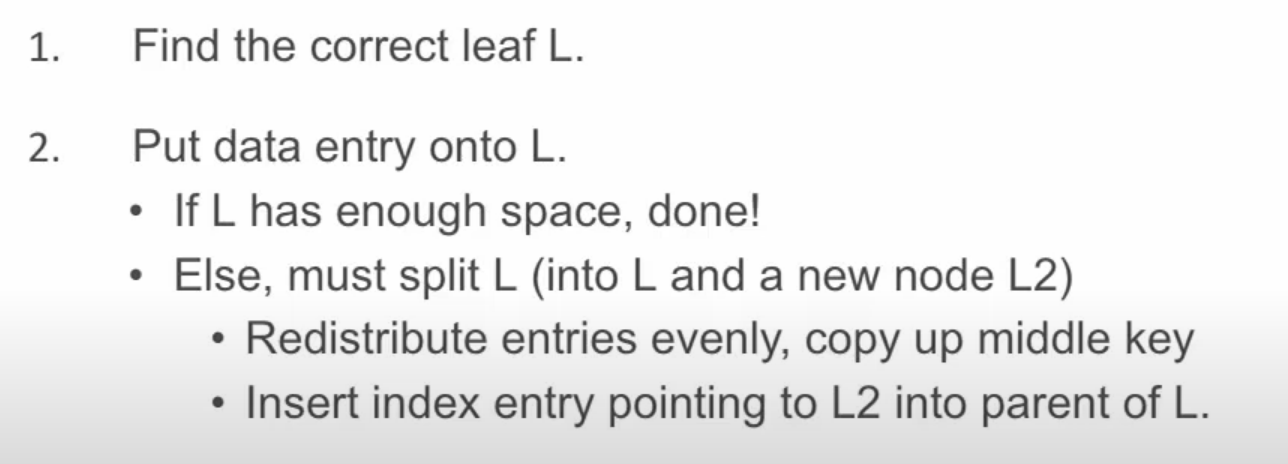 1. Find the correct leaf L.
2. Put data entry onto L.
• If L has enough space, done!
• Else, must split L (into L and a new node L2)
• Redistribute entries evenly, copy up middle key
• Insert index entry pointing to L2 into parent of L.